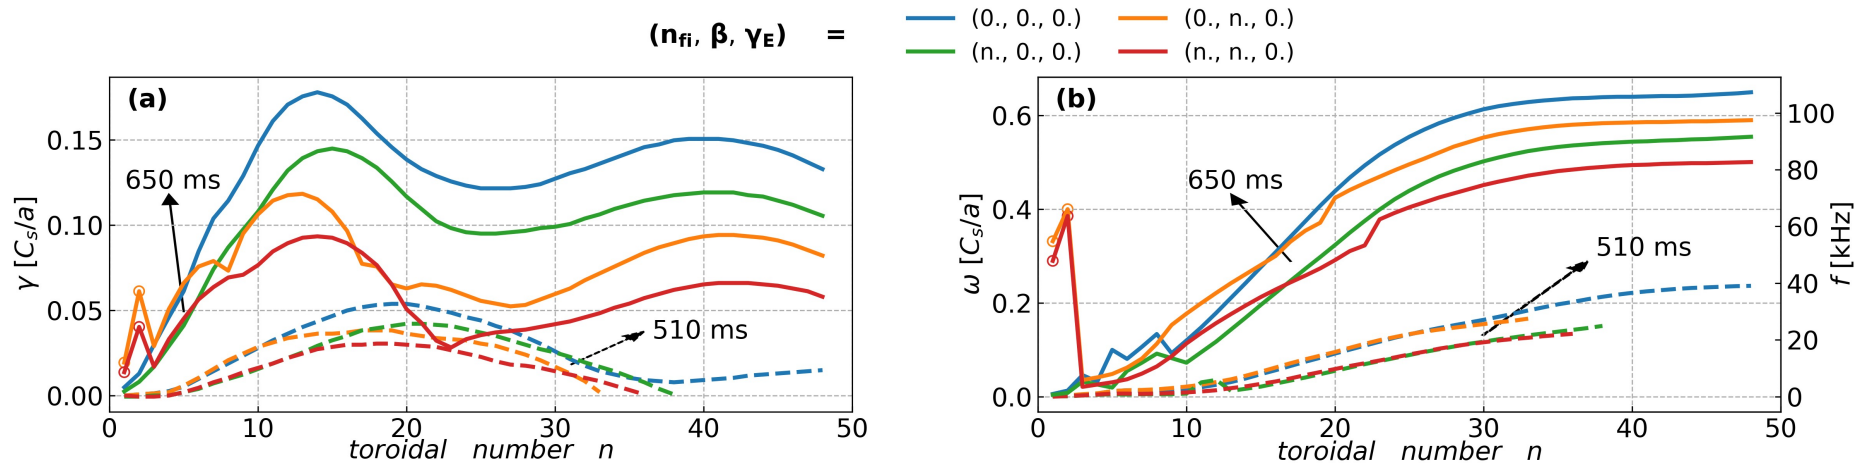 (n_fi, β, γ_E) =
(0., 0., 0.) (0., n., 0.)
(n., 0., 0.) (n., n., 0.)
(a)
γ [C_s/a]
0.15
0.10
0.05
0.00
650 ms
510 ms
0 10 20 30 40 50
toroidal number n
(b)
ω [C_s/a]
0.6
0.4
0.2
0.0
650 ms
510 ms
100
80
60
40
20
0
f [kHz]
0 10 20 30 40 50
toroidal number n